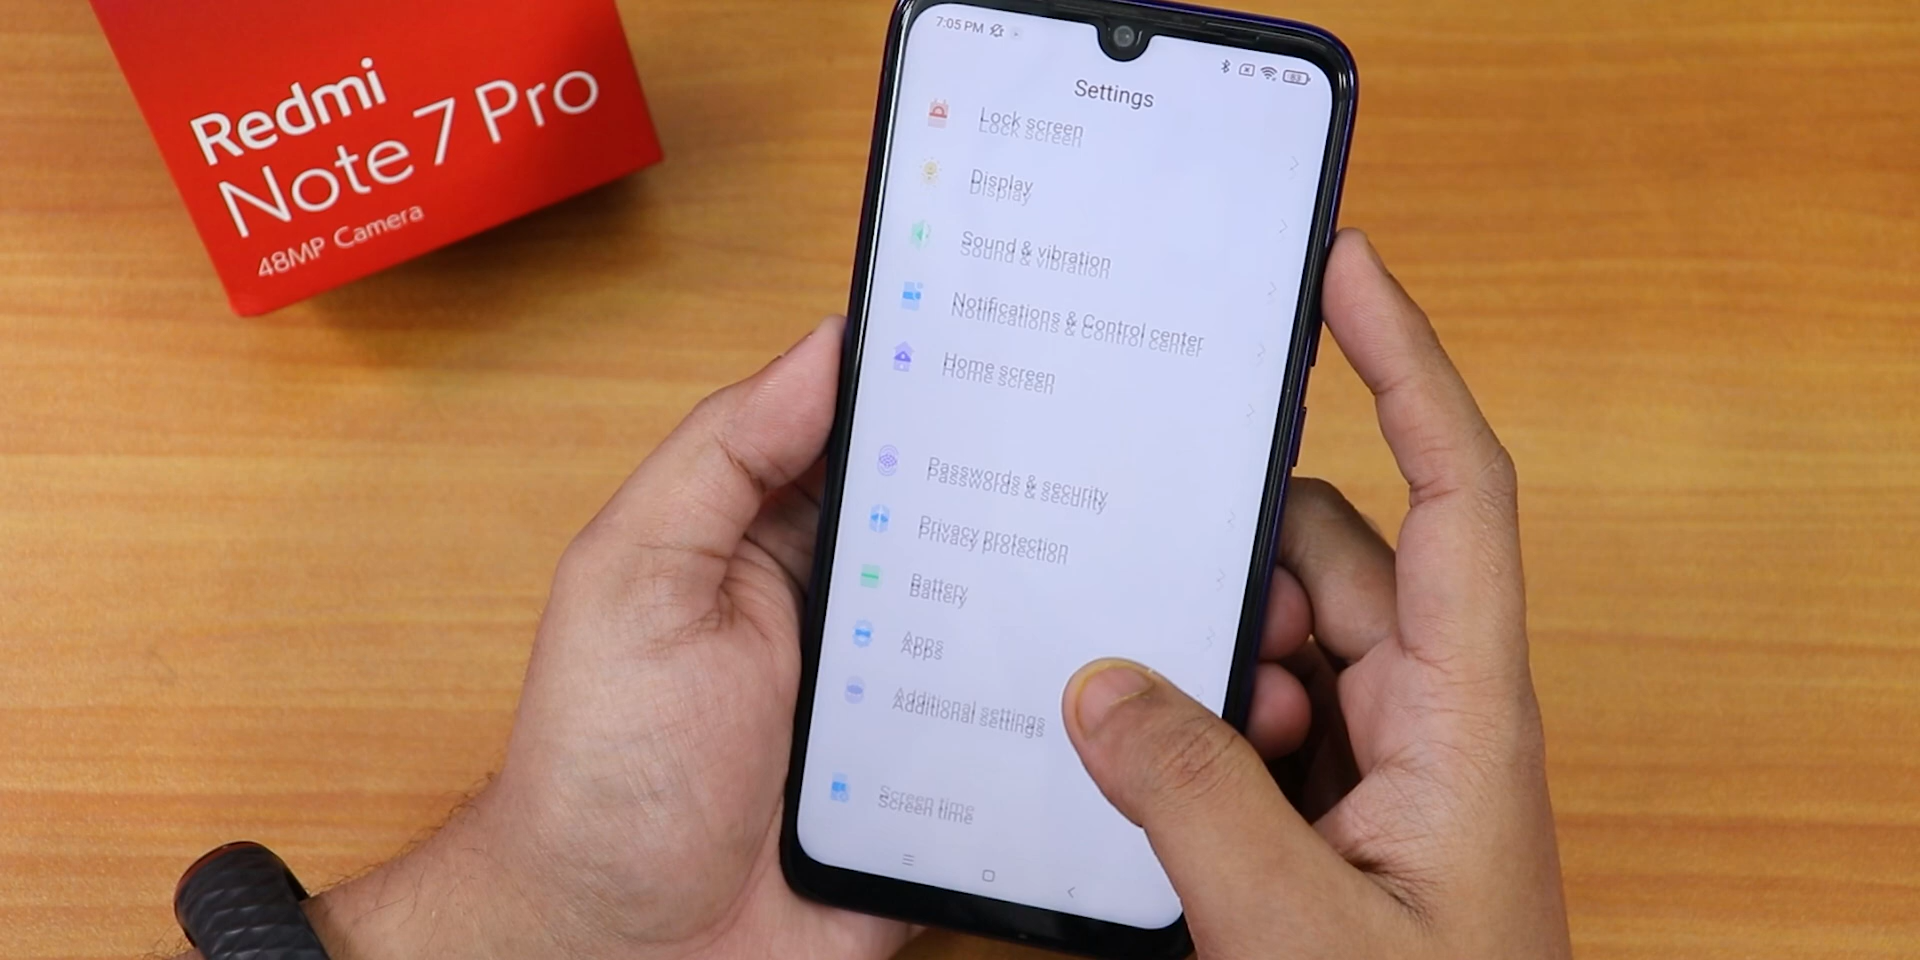 Redmi
Note 7 Pro
48MP Camera
7:05 PM
83
Settings
Lock screen
Display
Sound & vibration
Notifications & Control center
Home screen
Passwords & security
Privacy protection
Battery
Apps
Additional settings
Screen time